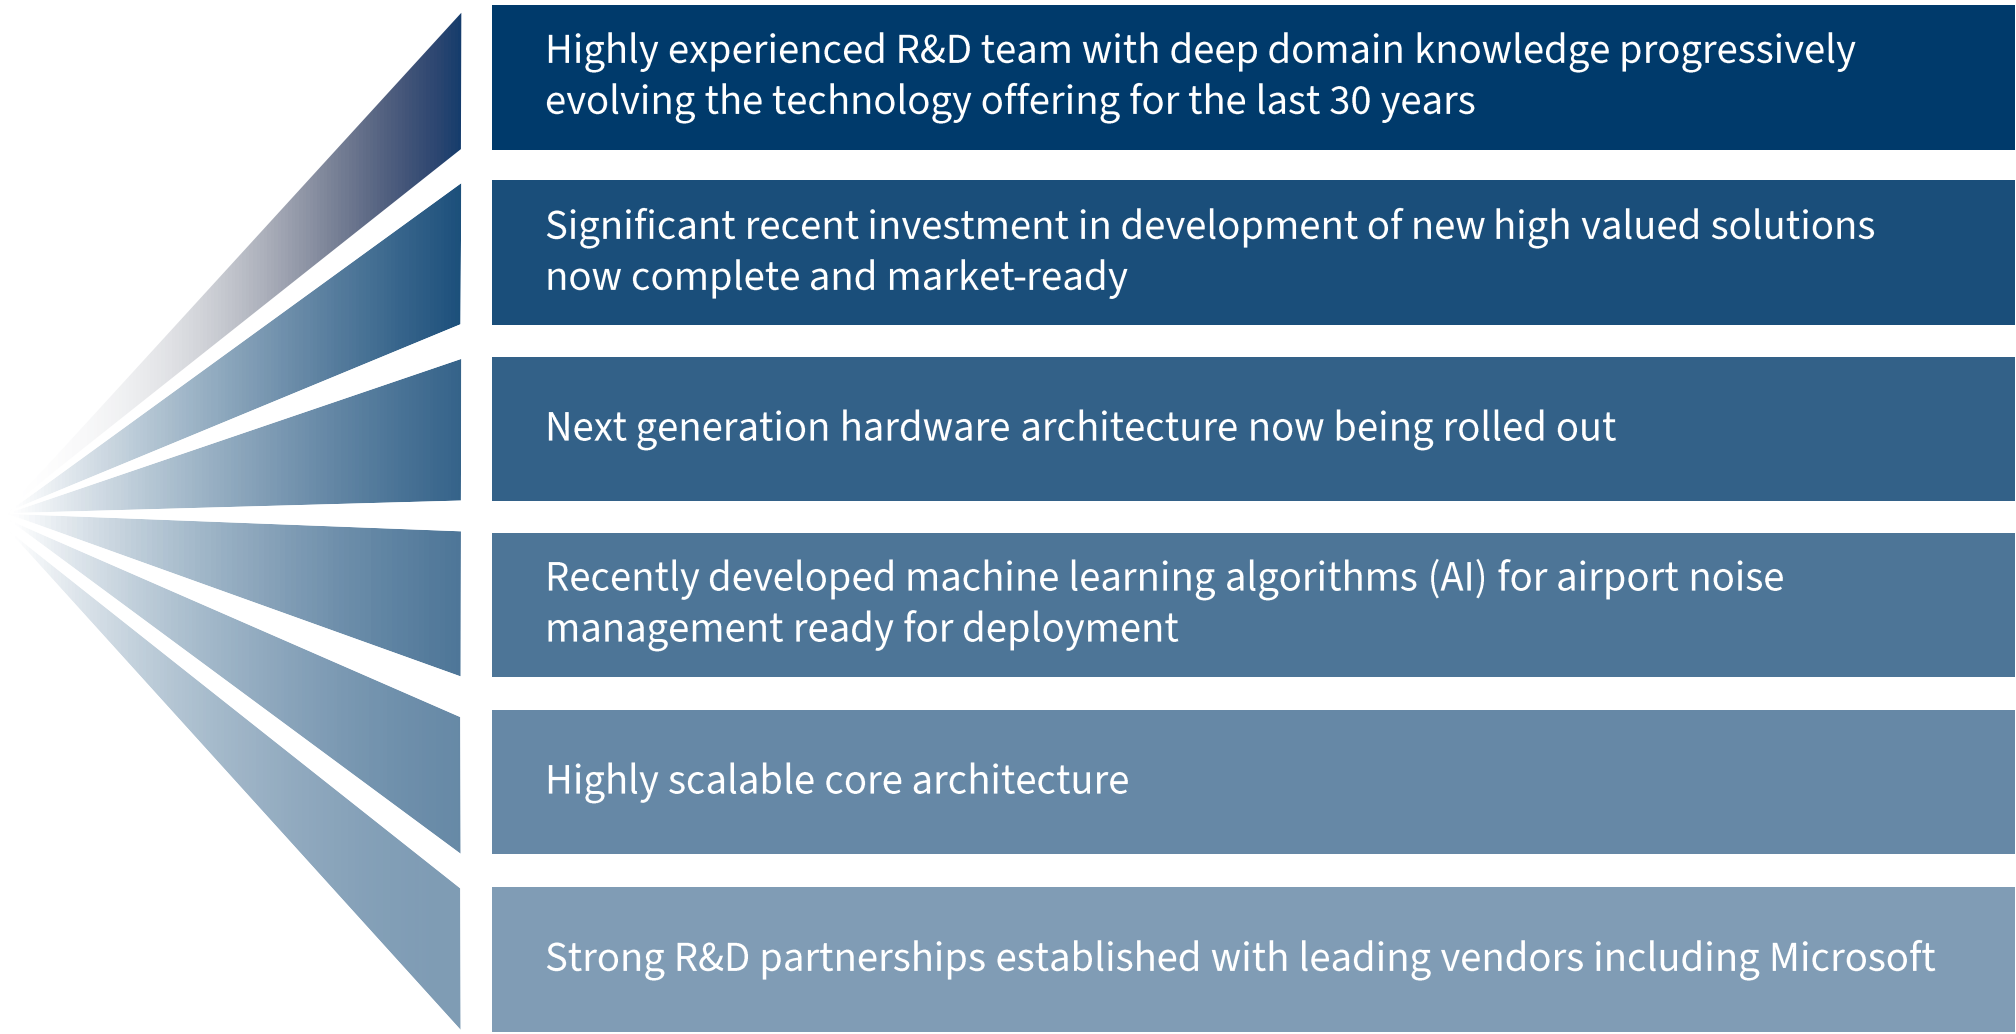 Highly experienced R&D team with deep domain knowledge progressively
evolving the technology offering for the last 30 years
Significant recent investment in development of new high valued solutions
now complete and market-ready
Next generation hardware architecture now being rolled out
Recently developed machine learning algorithms (AI) for airport noise
management ready for deployment
Highly scalable core architecture
Strong R&D partnerships established with leading vendors including Microsoft